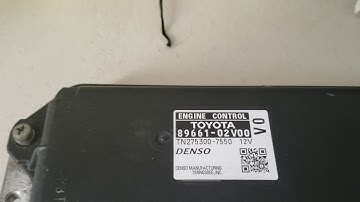 ENGINE CONTROL
TOYOTA
89661-02V00
TN275300-7550 12V
DENSO
DENSO MANUFACTURING
TENNESSEE, INC.
V0